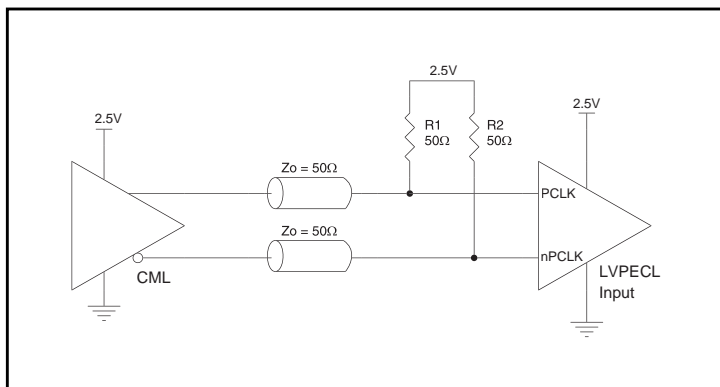 2.5V
2.5V
2.5V
R1
50Ω
R2
50Ω
Zo = 50Ω
PCLK
Zo = 50Ω
nPCLK
CML
LVPECL
Input